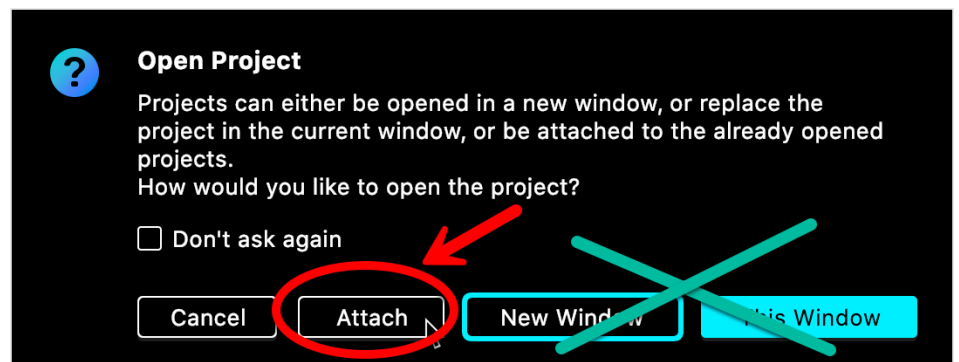 ?
Open Project
Projects can either be opened in a new window, or replace the
project in the current window, or be attached to the already opened
projects.
How would you like to open the project?
Don't ask again
Cancel Attach New Window This Window